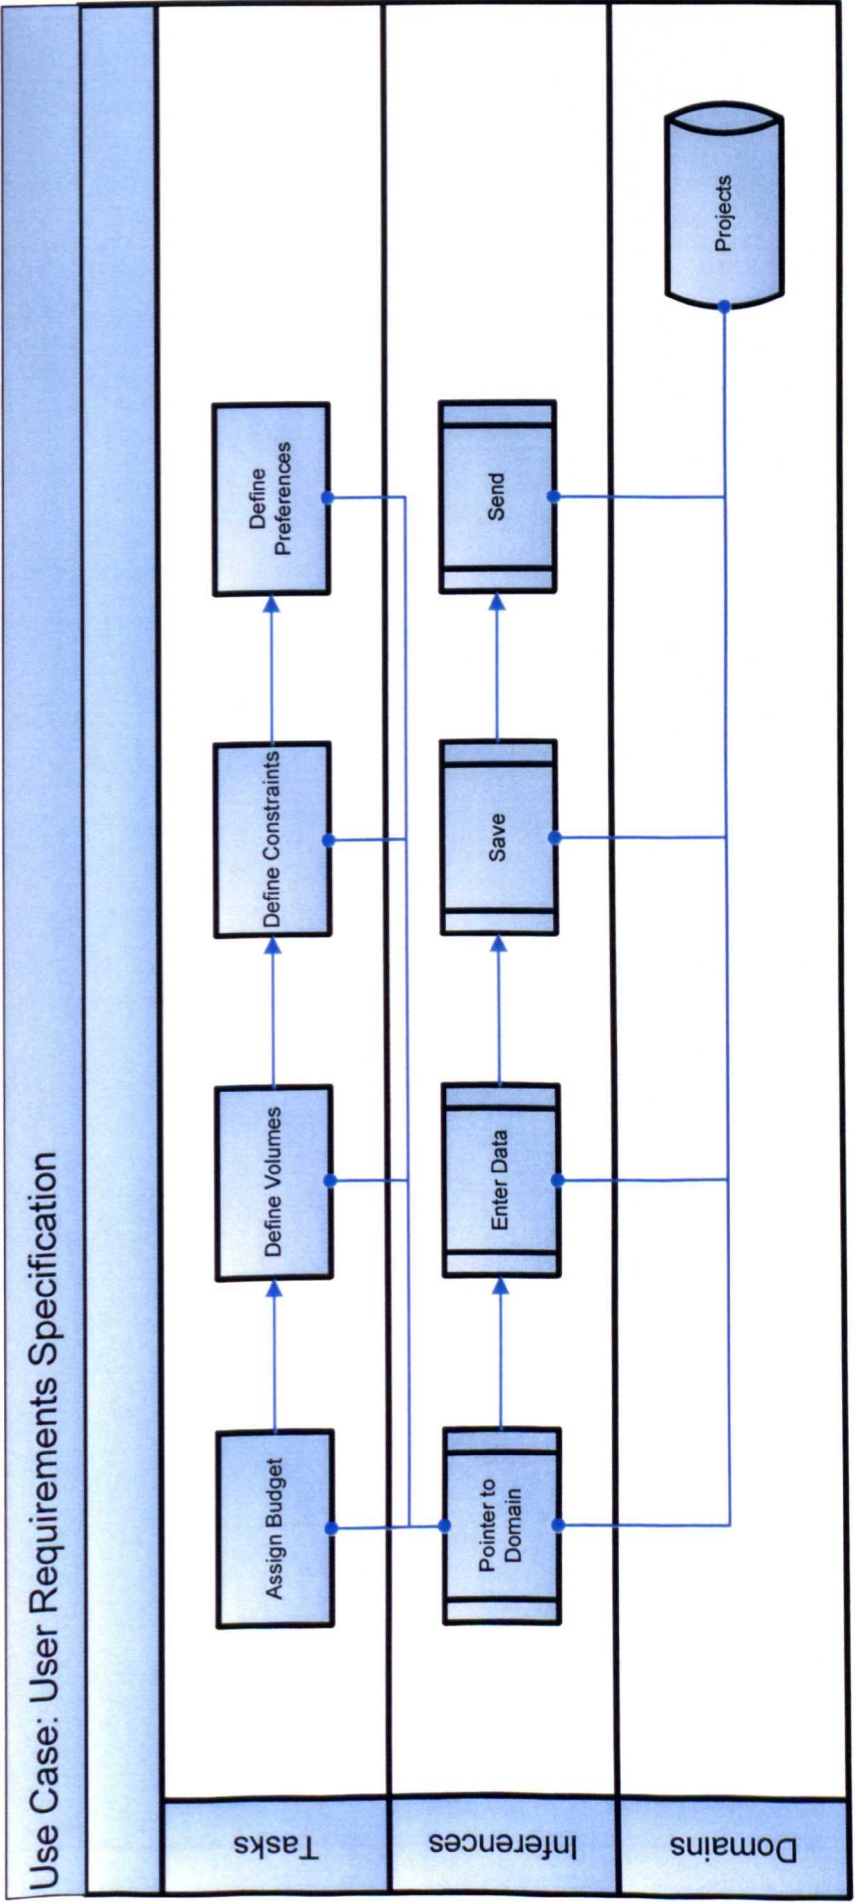 Use Case: User Requirements Specification
Tasks
Assign Budget
Define Volumes
Define Constraints
Define
Preferences
Inferences
Pointer to
Domain
Enter Data
Save
Send
Domains
Projects